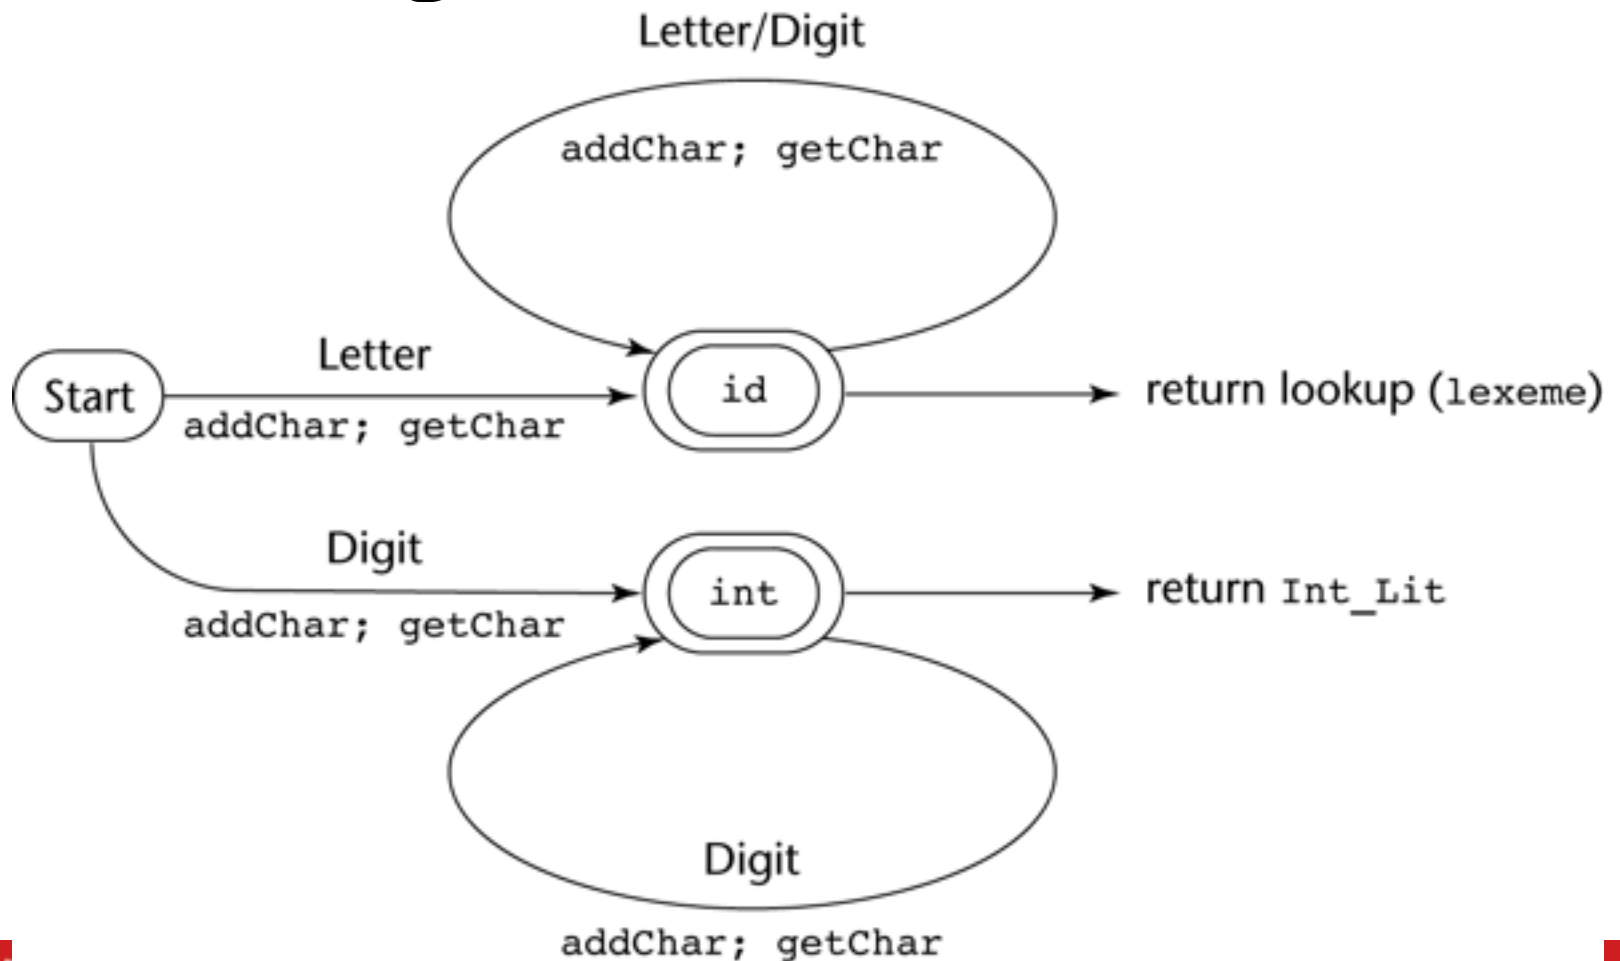 Letter/Digit
addChar; getChar
Letter
Start
addChar; getChar
id
return lookup (lexeme)
Digit
addChar; getChar
int
return Int_Lit
Digit
addChar; getChar